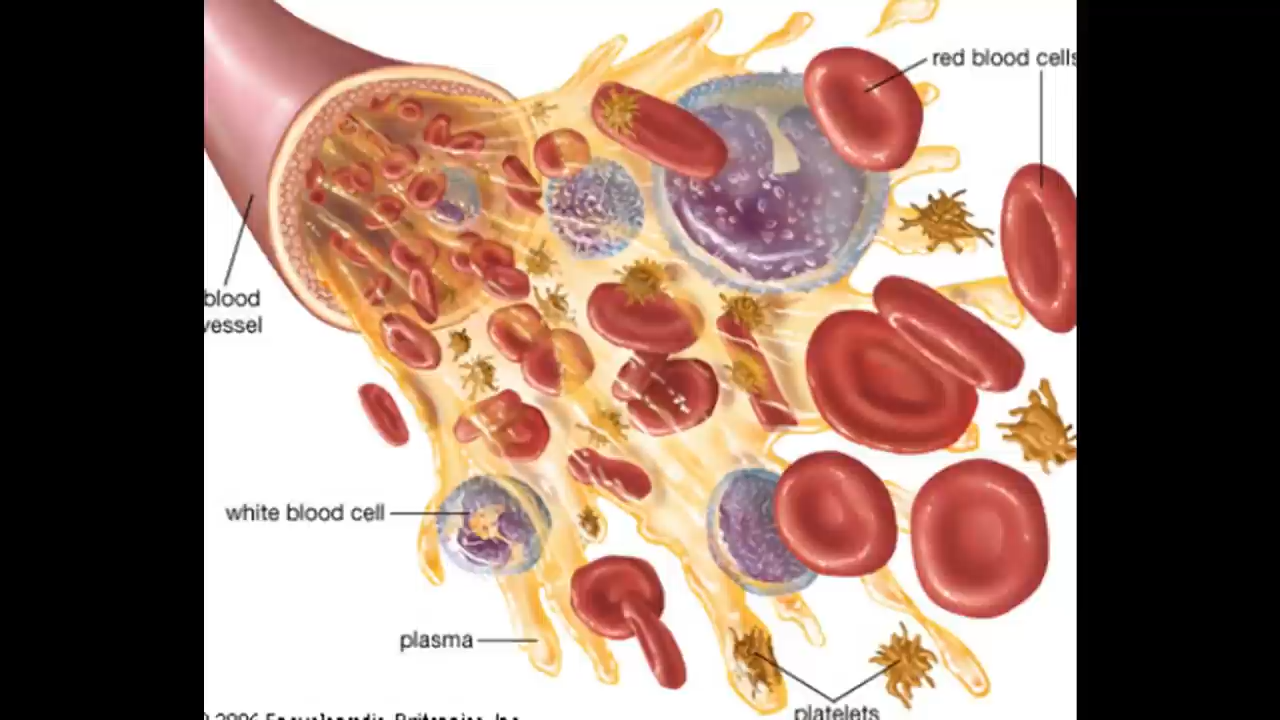 red blood cells
blood
vessel
white blood cell
plasma
platelets